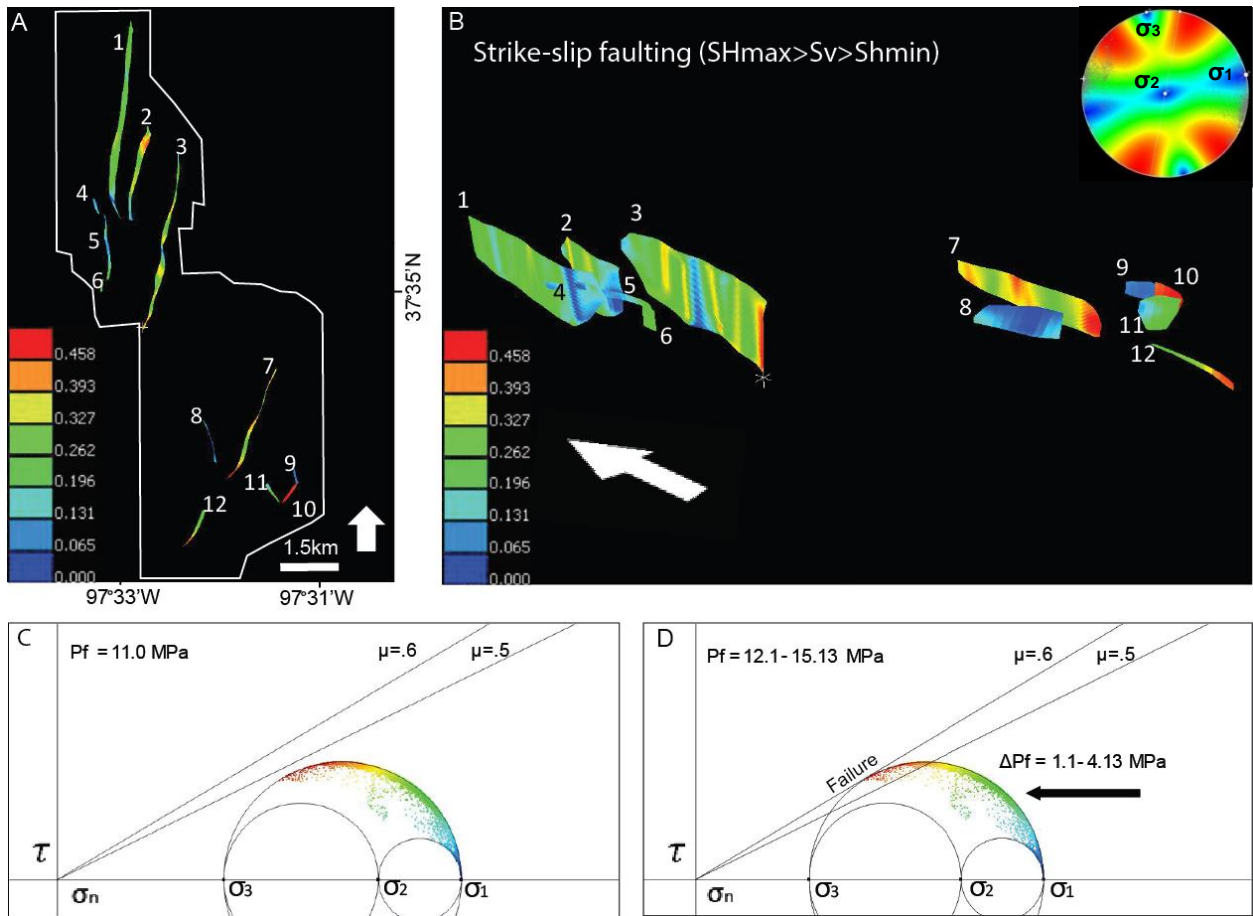 A
1
2
3
4
5
6
7
8
9
10
11
12
0.458
0.393
0.327
0.262
0.196
0.131
0.065
0.000
1.5km
37°35'N
97°33'W
97°31'W
B
Strike-slip faulting (SHmax>Sv>Shmin)
σ3
σ2
σ1
1
2
3
4
5
6
7
8
9
10
11
12
0.458
0.393
0.327
0.262
0.196
0.131
0.065
0.000
C
Pf = 11.0 MPa
μ=.6
μ=.5
τ
σn
σ3
σ2
σ1
D
Pf = 12.1- 15.13 MPa
μ=.6
μ=.5
Failure
ΔPf = 1.1- 4.13 MPa
τ
σn
σ3
σ2
σ1